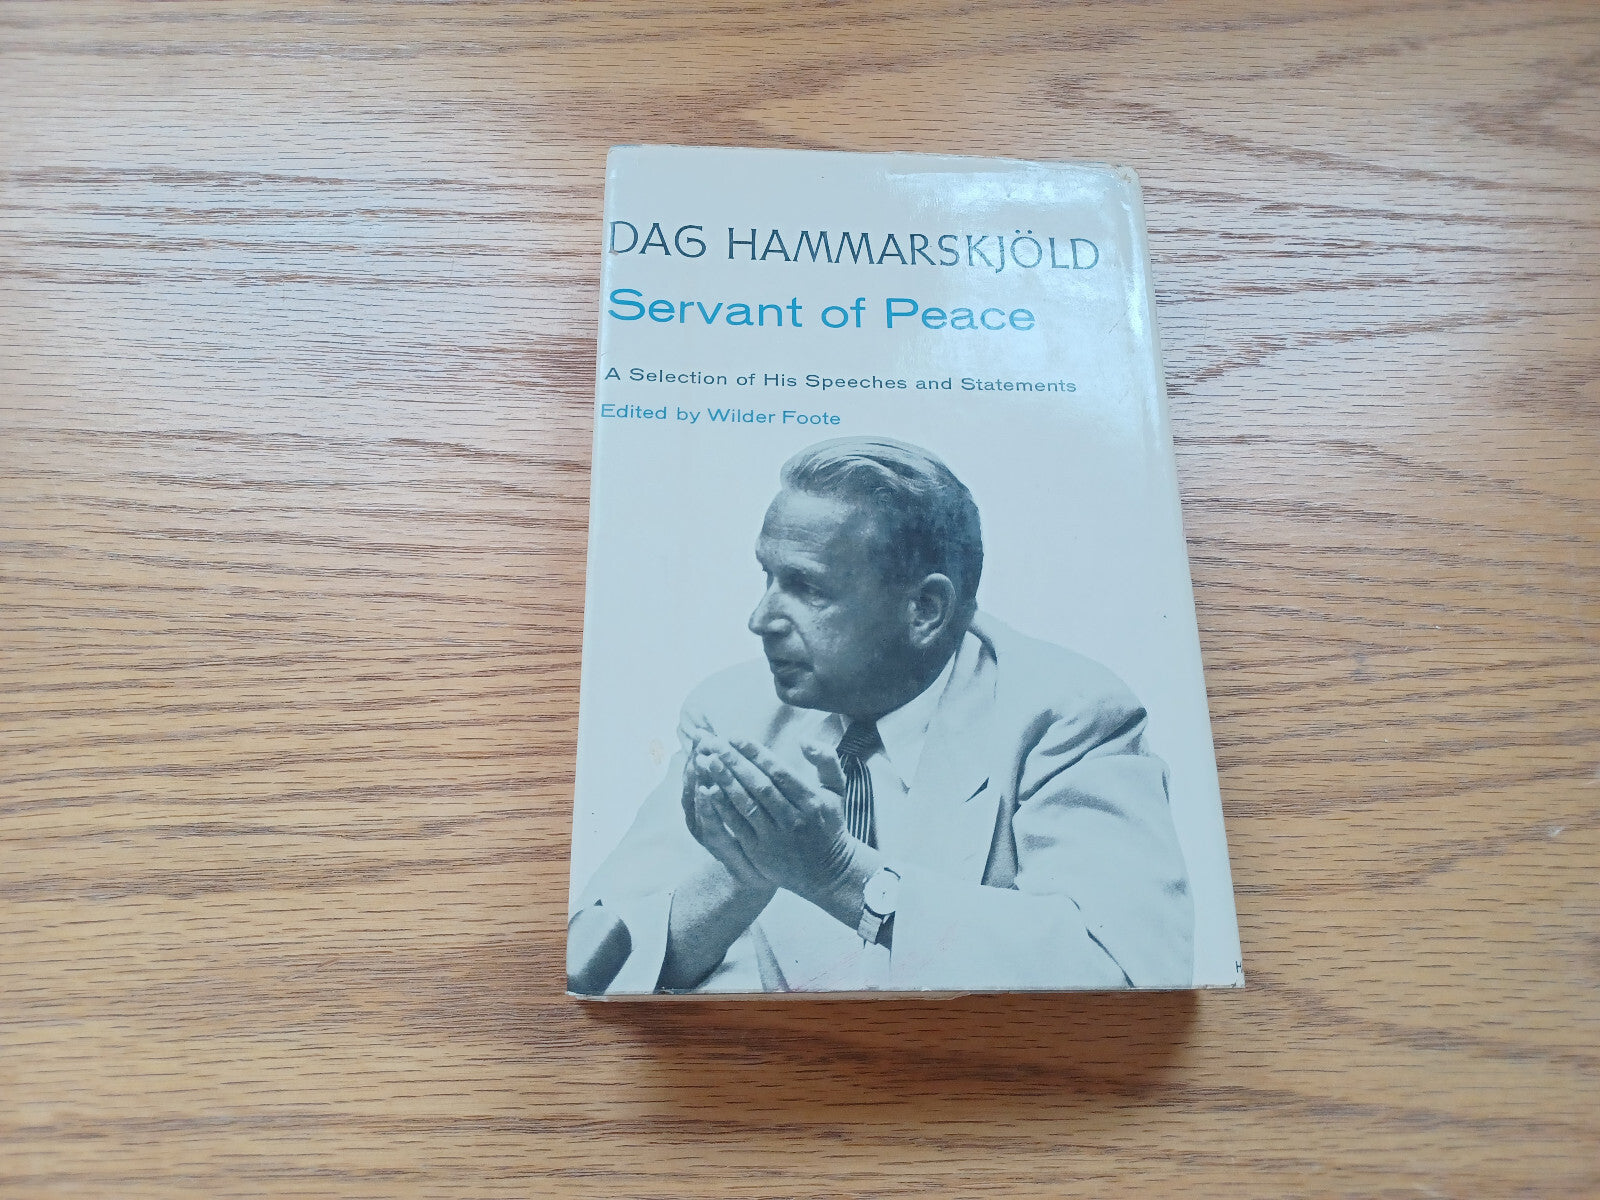 DAG HAMMARSKJÖLD
Servant of Peace
A Selection of His Speeches and Statements
Edited by Wilder Foote